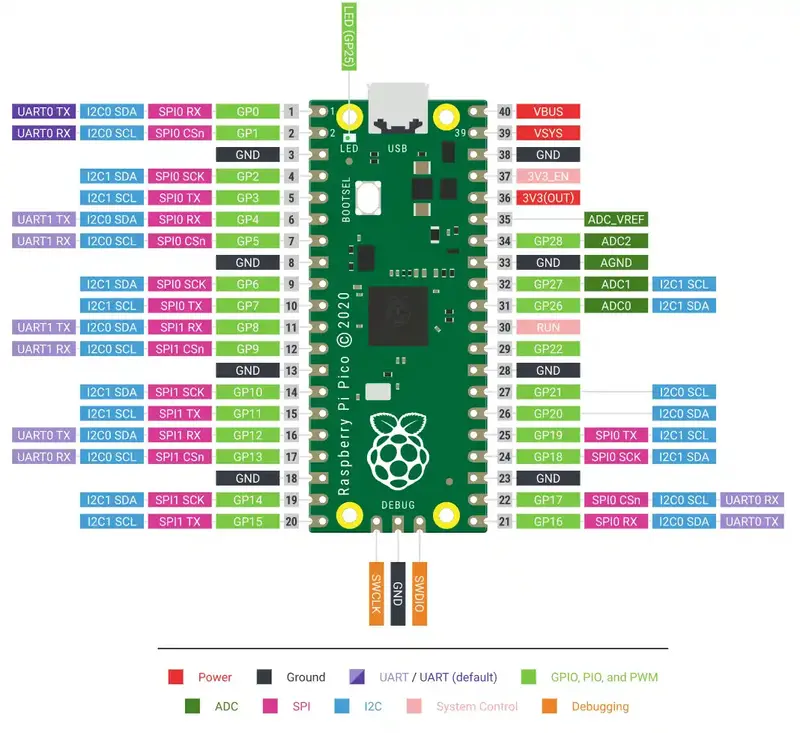 LED (GP25)
UART0 TX I2C0 SDA SPI0 RX GP0 1 1 40 VBUS
UART0 RX I2C0 SCL SPI0 CSn GP1 2 2 39 39 VSYS
LED USB
GND 3 38 GND
I2C1 SDA SPI0 SCK GP2 4 37 3V3_EN
I2C1 SCL SPI0 TX GP3 5 36 3V3(OUT)
BOOTSEL
UART1 TX I2C0 SDA SPI0 RX GP4 6 35 ADC_VREF
UART1 RX I2C0 SCL SPI0 CSn GP5 7 34 GP28 ADC2
GND 8 33 GND AGND
I2C1 SDA SPI0 SCK GP6 9 32 GP27 ADC1 I2C1 SCL
I2C1 SCL SPI0 TX GP7 10 31 GP26 ADC0 I2C1 SDA
UART1 TX I2C0 SDA SPI1 RX GP8 11 30 RUN
UART1 RX I2C0 SCL SPI1 CSn GP9 12 29 GP22
GND 13 28 GND
I2C1 SDA SPI1 SCK GP10 14 27 GP21 I2C0 SCL
I2C1 SCL SPI1 TX GP11 15 26 GP20 I2C0 SDA
UART0 TX I2C0 SDA SPI1 RX GP12 16 25 GP19 SPI0 TX I2C1 SCL
UART0 RX I2C0 SCL SPI1 CSn GP13 17 24 GP18 SPI0 SCK I2C1 SDA
GND 18 23 GND
I2C1 SDA SPI1 SCK GP14 19 22 GP17 SPI0 CSn I2C0 SCL UART0 RX
I2C1 SCL SPI1 TX GP15 20 21 GP16 SPI0 RX I2C0 SDA UART0 TX
Raspberry Pi Pico © 2020
DEBUG
SWCLK
GND
SWDIO
Power Ground UART / UART (default) GPIO, PIO, and PWM
ADC SPI I2C System Control Debugging